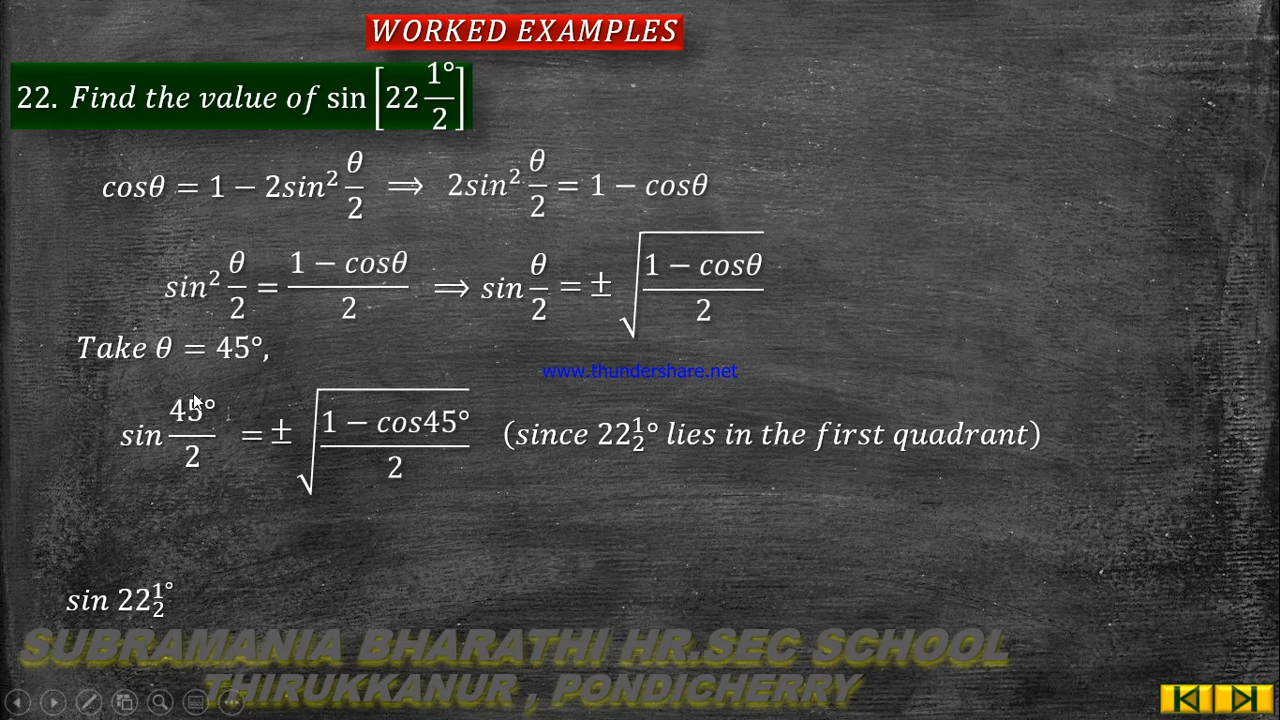 WORKED EXAMPLES
22. Find the value of sin [22 1°/2]
cosθ = 1 − 2sin² θ/2 ⟹ 2sin² θ/2 = 1 − cosθ
sin² θ/2 = (1 − cosθ)/2 ⟹ sin θ/2 = ± √((1 − cosθ)/2)
Take θ = 45°,
www.thundershare.net
sin 45°/2 = ± √((1 − cos45°)/2) (since 22½° lies in the first quadrant)
sin 22½°
SUBRAMANIA BHARATHI HR.SEC SCHOOL
THIRUKKANUR , PONDICHERRY